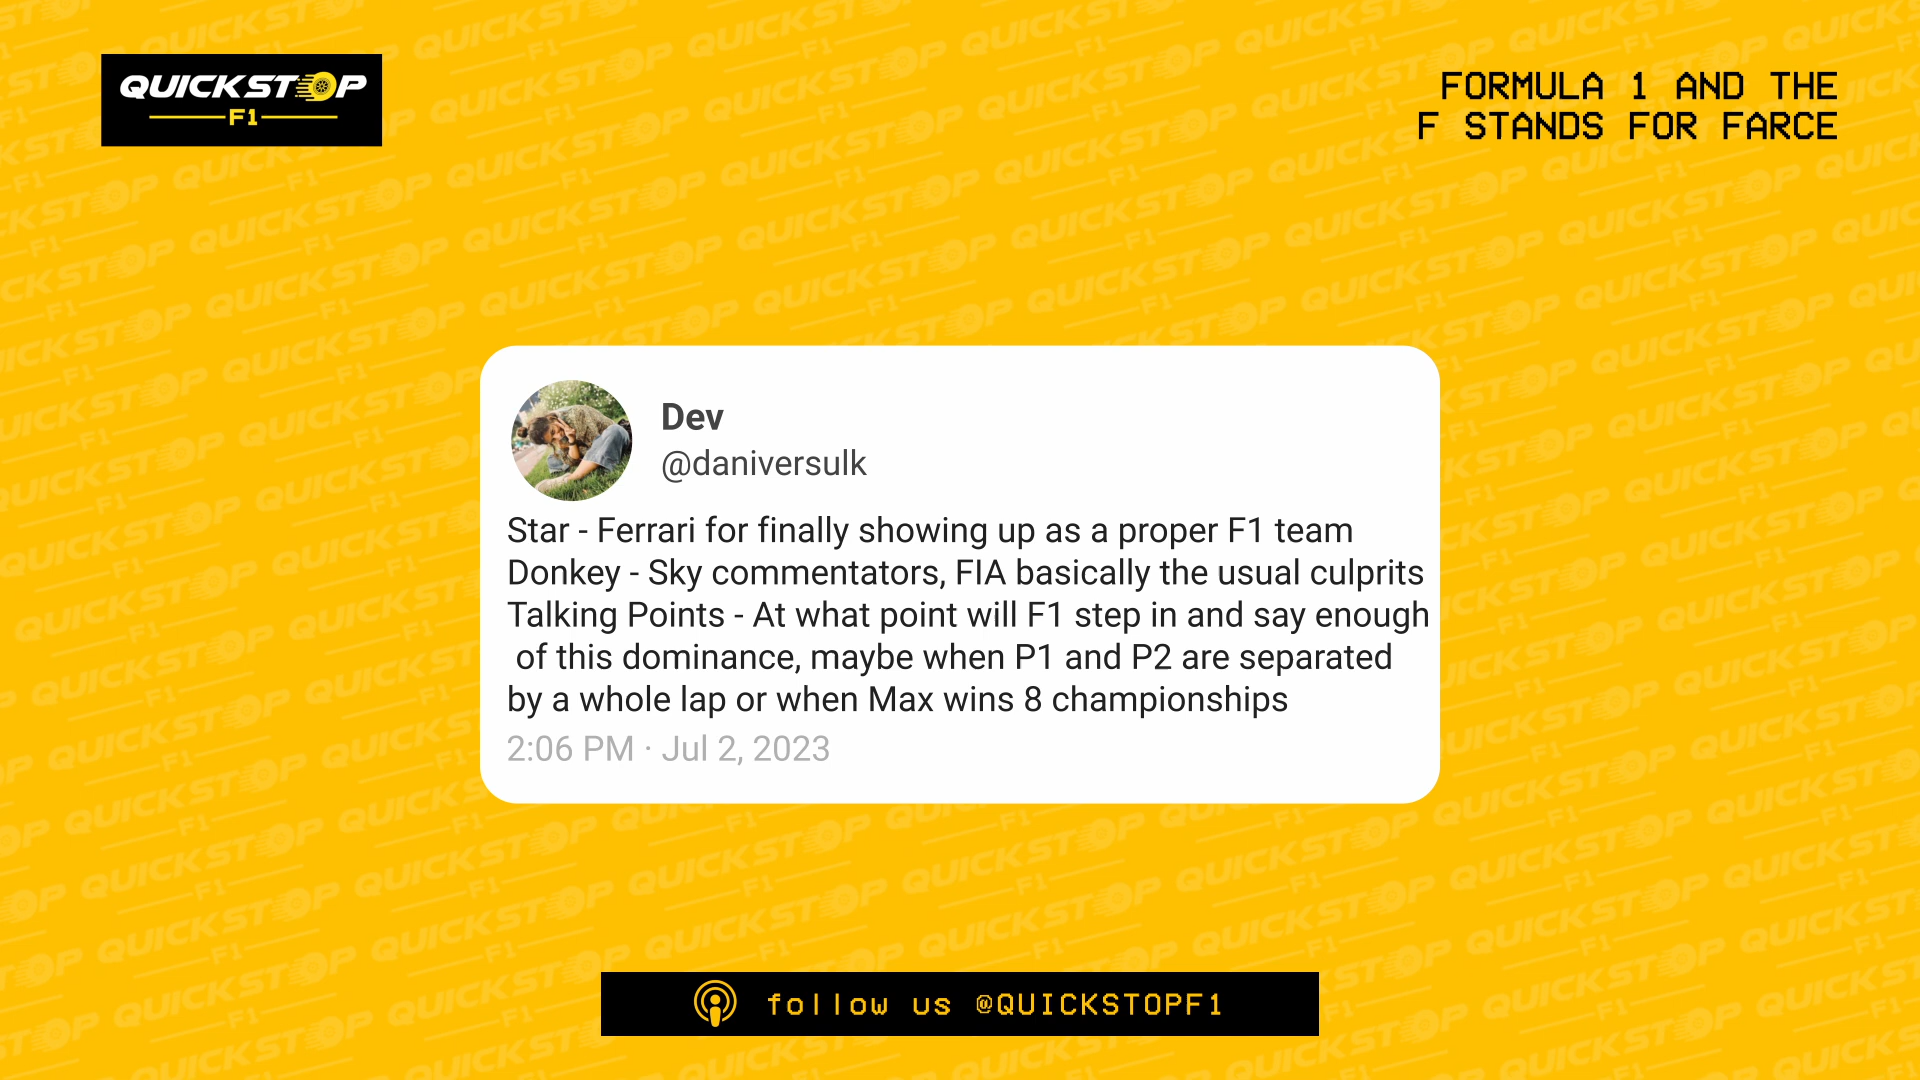 QUICKSTOP
F1
FORMULA 1 AND THE
F STANDS FOR FARCE
Dev
@daniversulk
Star - Ferrari for finally showing up as a proper F1 team
Donkey - Sky commentators, FIA basically the usual culprits
Talking Points - At what point will F1 step in and say enough
of this dominance, maybe when P1 and P2 are separated
by a whole lap or when Max wins 8 championships
2:06 PM · Jul 2, 2023
follow us @QUICKSTOPF1